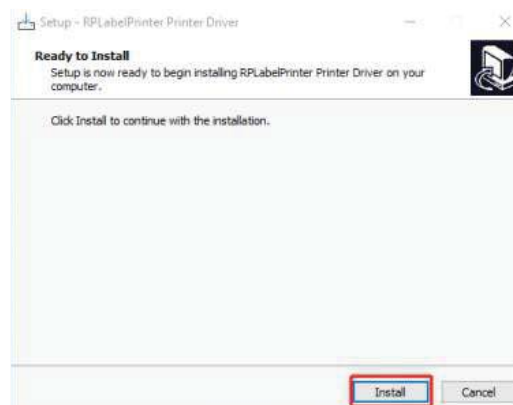 Setup - RPLabelPrinter Printer Driver
Ready to Install
Setup is now ready to begin installing RPLabelPrinter Printer Driver on your
computer.
Click Install to continue with the installation.
Install
Cancel